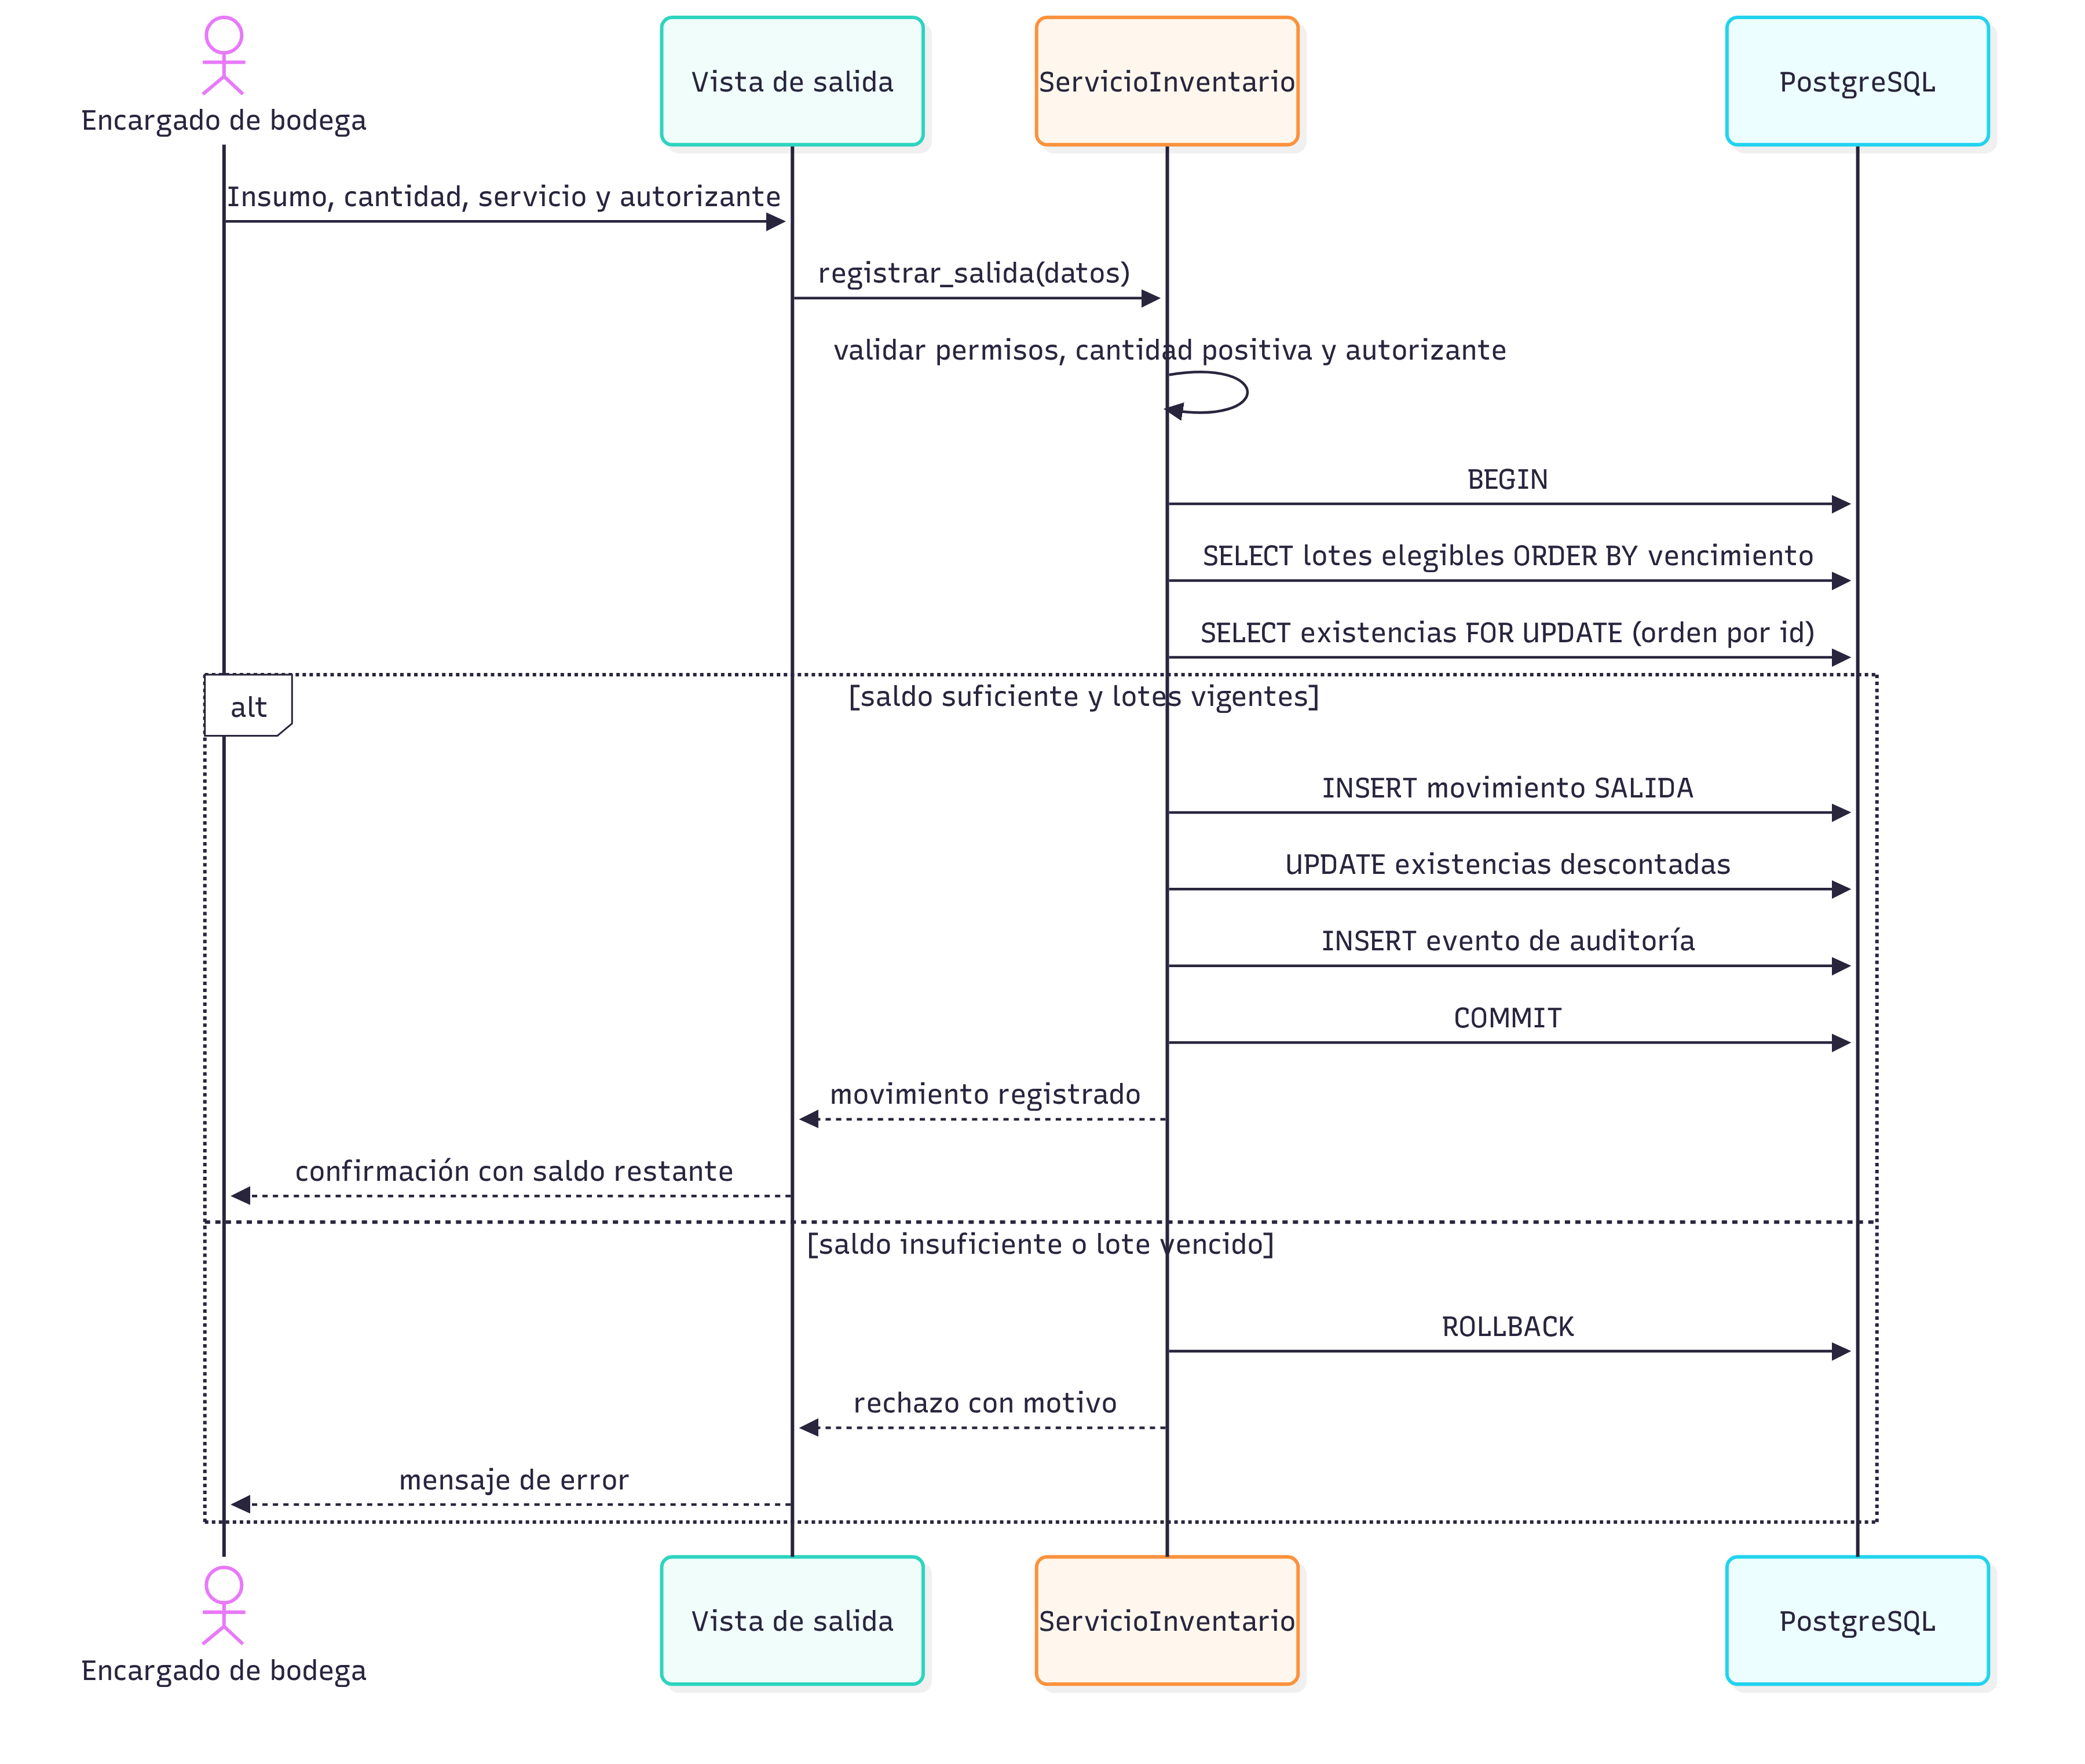 Encargado de bodega
Vista de salida
ServicioInventario
PostgreSQL
Insumo, cantidad, servicio y autorizante
registrar_salida(datos)
validar permisos, cantidad positiva y autorizante
BEGIN
SELECT lotes elegibles ORDER BY vencimiento
SELECT existencias FOR UPDATE (orden por id)
alt
[saldo suficiente y lotes vigentes]
INSERT movimiento SALIDA
UPDATE existencias descontadas
INSERT evento de auditoría
COMMIT
movimiento registrado
confirmación con saldo restante
[saldo insuficiente o lote vencido]
ROLLBACK
rechazo con motivo
mensaje de error
Encargado de bodega
Vista de salida
ServicioInventario
PostgreSQL